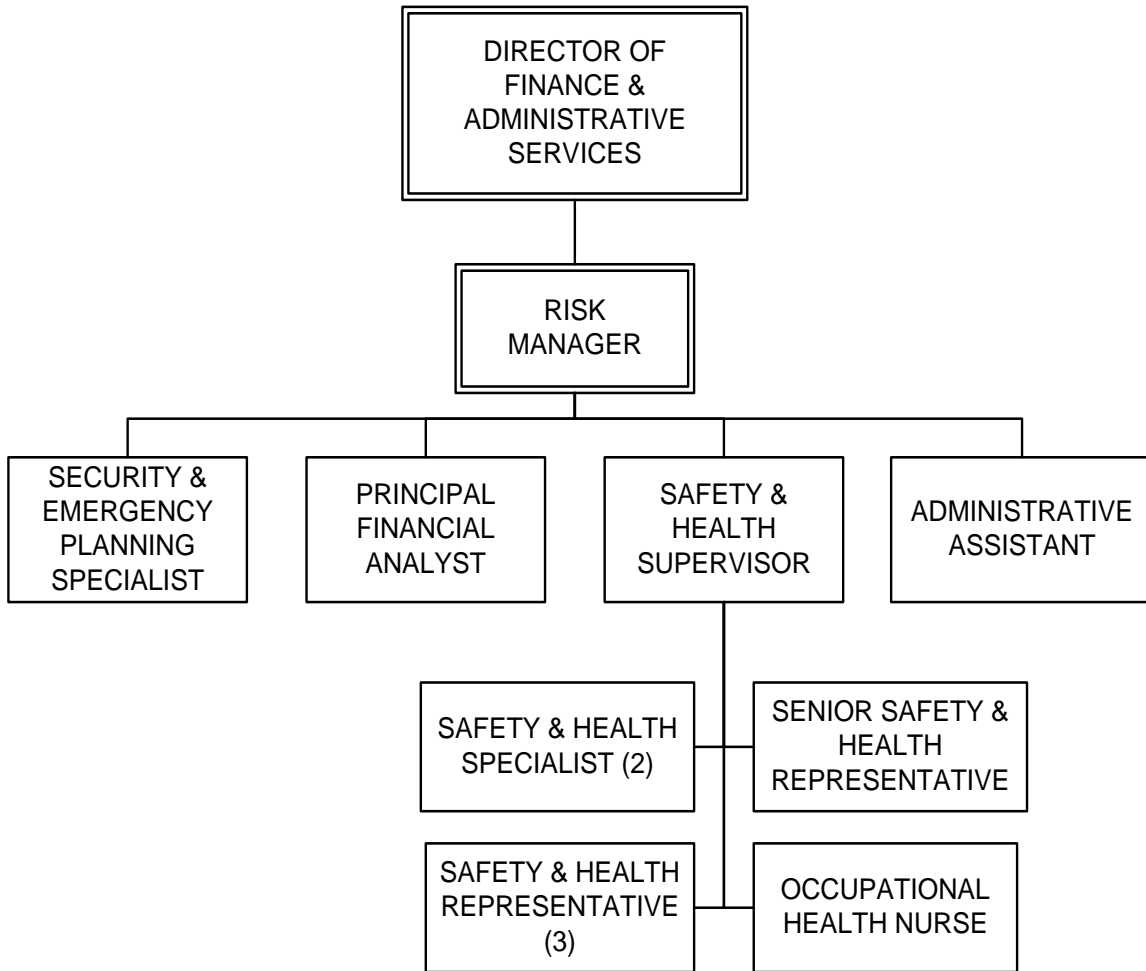 DIRECTOR OF
FINANCE &
ADMINISTRATIVE
SERVICES
RISK
MANAGER
SECURITY &
EMERGENCY
PLANNING
SPECIALIST
PRINCIPAL
FINANCIAL
ANALYST
SAFETY &
HEALTH
SUPERVISOR
ADMINISTRATIVE
ASSISTANT
SAFETY & HEALTH
SPECIALIST (2)
SENIOR SAFETY &
HEALTH
REPRESENTATIVE
SAFETY & HEALTH
REPRESENTATIVE
(3)
OCCUPATIONAL
HEALTH NURSE